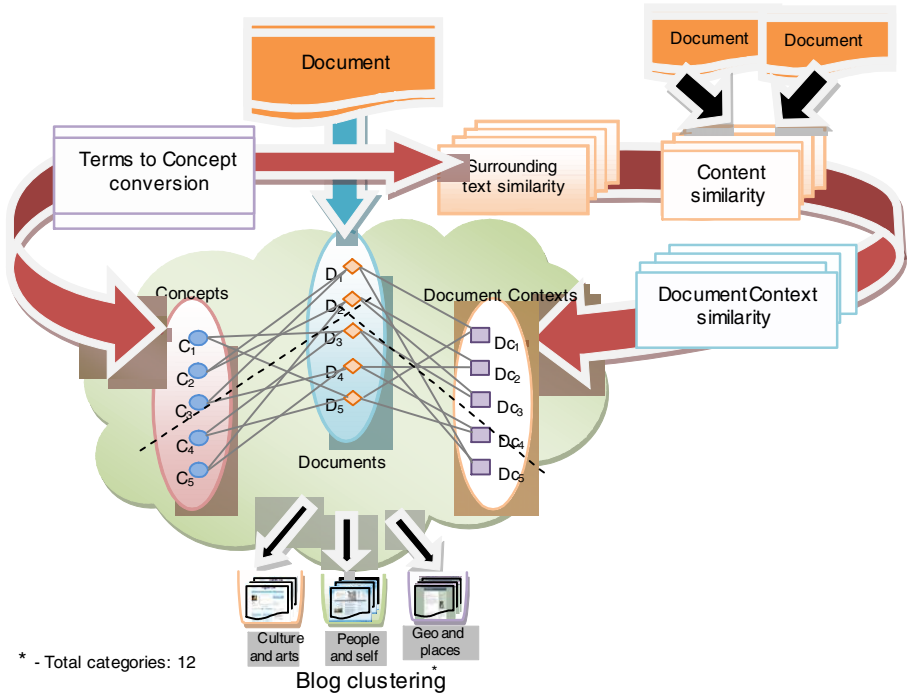 Document
Document
Document
Terms to Concept
conversion
Surrounding
text similarity
Content
similarity
Document Context
similarity
Concepts
Document Contexts
Documents
C1
C2
C3
C4
C5
D1
D2
D3
D4
D5
Dc1
Dc2
Dc3
Dc4
Dc5
Culture
and arts
People
and self
Geo and
places
* - Total categories: 12
Blog clustering*